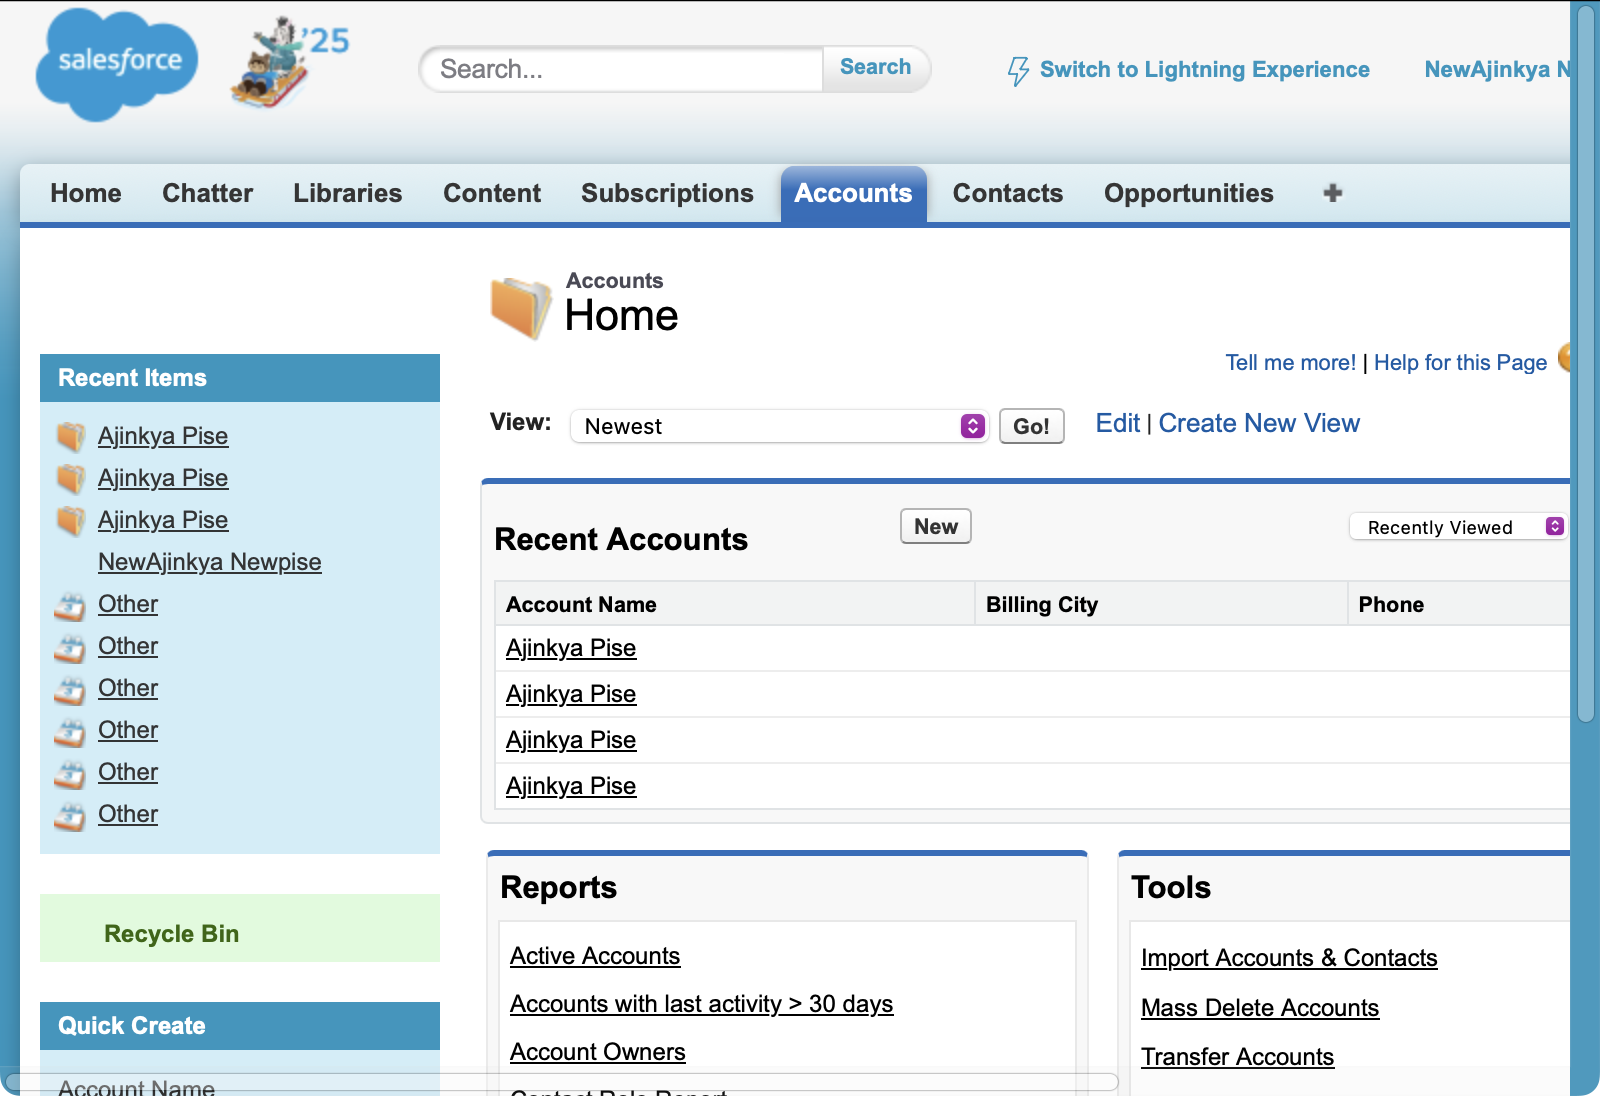 salesforce
'25
Search...
Search
Switch to Lightning Experience
NewAjinkya N
Home
Chatter
Libraries
Content
Subscriptions
Accounts
Contacts
Opportunities
Accounts
Home
Tell me more! | Help for this Page
Recent Items
Ajinkya Pise
Ajinkya Pise
Ajinkya Pise
NewAjinkya Newpise
Other
Other
Other
Other
Other
Other
Recycle Bin
Quick Create
Account Name
View:
Newest
Go!
Edit | Create New View
Recent Accounts
New
Recently Viewed
Account Name
Billing City
Phone
Ajinkya Pise
Ajinkya Pise
Ajinkya Pise
Ajinkya Pise
Reports
Active Accounts
Accounts with last activity > 30 days
Account Owners
Contact Role Report
Tools
Import Accounts & Contacts
Mass Delete Accounts
Transfer Accounts